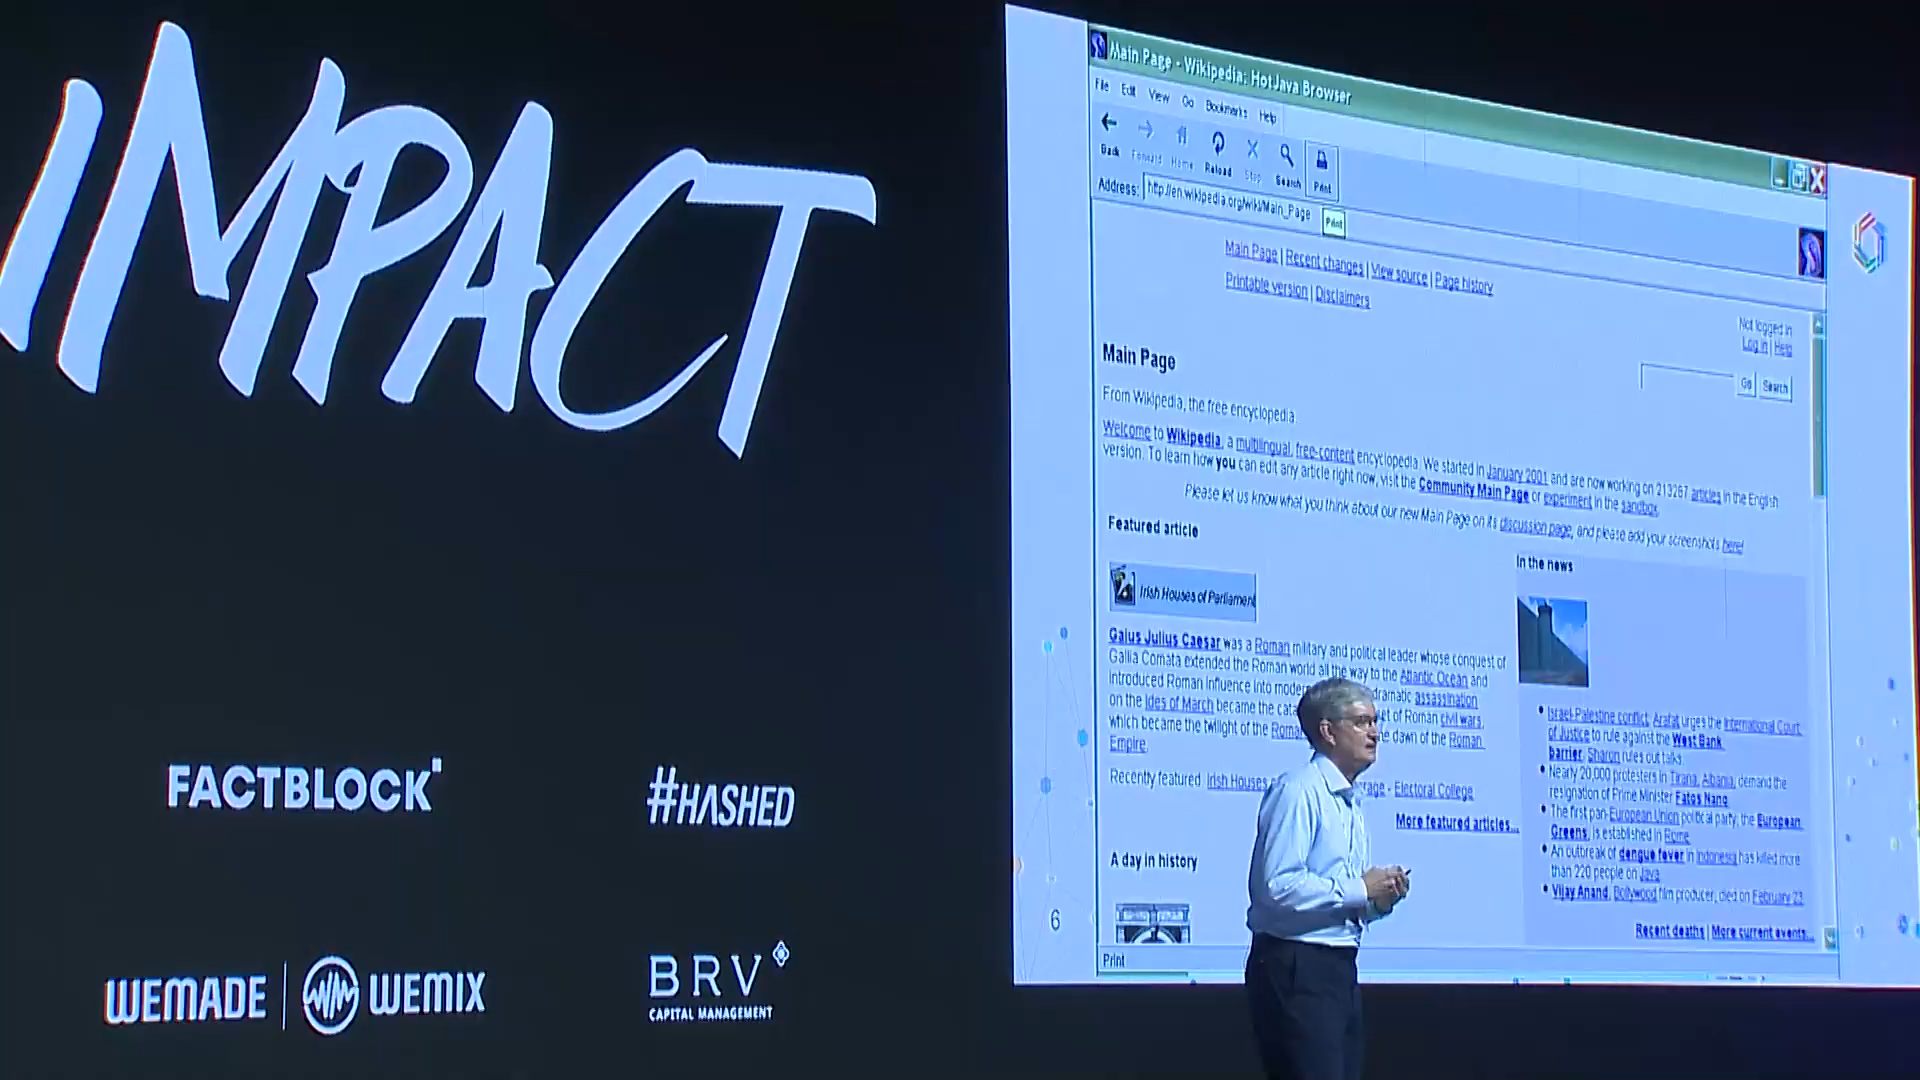 IMPACT
FACTBLOCK
#HASHED
WEMADE | WEMIX
BRV
CAPITAL MANAGEMENT
Main Page - Wikipedia: HotJava Browser
File Edit View Go Bookmarks Help
Back Forward Home Reload Stop Search Print
Address: http://en.wikipedia.org/wiki/Main_Page
Print
Main Page | Recent changes | View source | Page history
Printable version | Disclaimers
Not logged in
Log in | Help
Main Page
Go Search
From Wikipedia, the free encyclopedia.
Welcome to Wikipedia, a multilingual, free-content encyclopedia. We started in January 2001 and are now working on 213267 articles in the English
version. To learn how you can edit any article right now, visit the Community Main Page or experiment in the sandbox.
Please let us know what you think about our new Main Page on its discussion page, and please add your screenshots here!
Featured article
Irish Houses of Parliament
Gaius Julius Caesar was a Roman military and political leader whose conquest of
Gallia Comata extended the Roman world all the way to the Atlantic Ocean and
introduced Roman influence into modern dramatic assassination
on the Ides of March became the of Roman civil wars,
which became the twilight of the Roman the dawn of the Roman
Empire.
Recently featured: Irish Houses - Electoral College
More featured articles...
A day in history
In the news
Israel-Palestine conflict: Arafat urges the International Court
of Justice to rule against the West Bank
barrier; Sharon rules out talks.
Nearly 20,000 protesters in Tirana, Albania, demand the
resignation of Prime Minister Fatos Nano.
The first pan-European Union political party, the European
Greens, is established in Rome.
An outbreak of dengue fever in Indonesia has killed more
than 220 people on Java.
Vijay Anand, Bollywood film producer, died on February 23.
Recent deaths | More current events...
Print
6